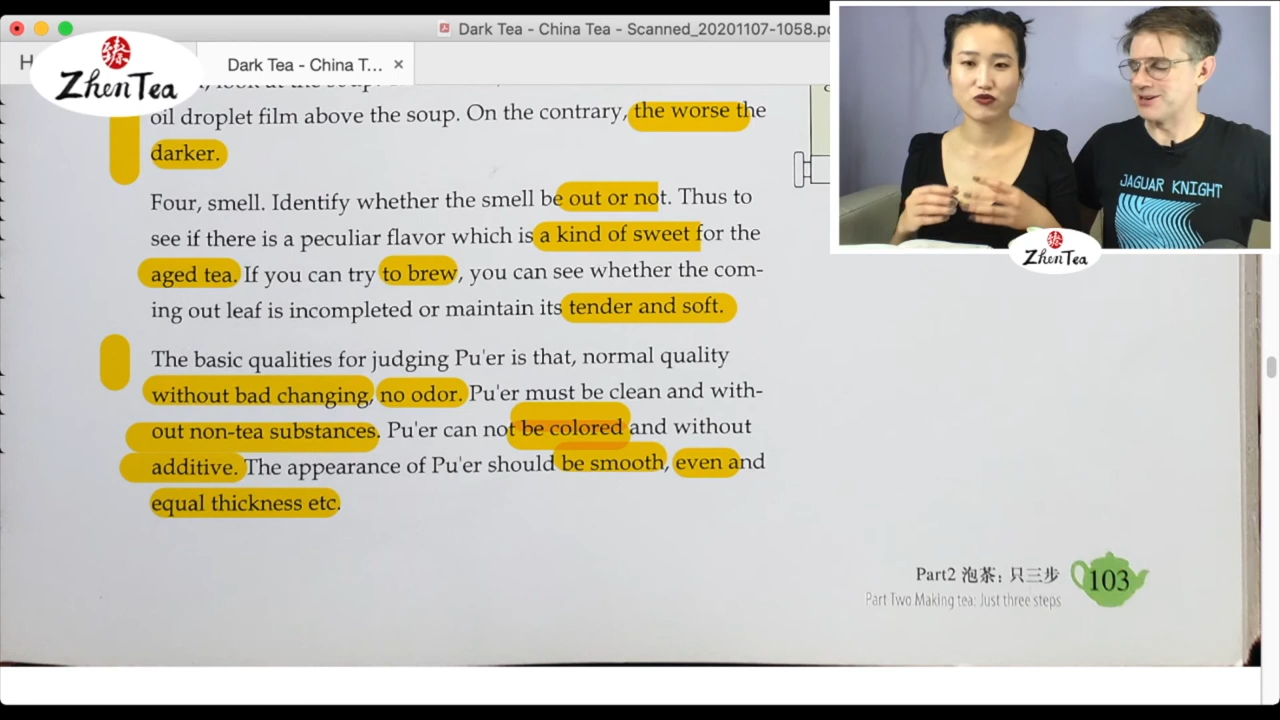 Dark Tea - China Tea - Scanned_20201107-1058.p
Dark Tea - China T... ×
臻
Zhen Tea
oil droplet film above the soup. On the contrary, the worse the
darker.
Four, smell. Identify whether the smell be out or not. Thus to
see if there is a peculiar flavor which is a kind of sweet for the
aged tea. If you can try to brew, you can see whether the com-
ing out leaf is incompleted or maintain its tender and soft.
The basic qualities for judging Pu'er is that, normal quality
without bad changing, no odor. Pu'er must be clean and with-
out non-tea substances. Pu'er can not be colored and without
additive. The appearance of Pu'er should be smooth, even and
equal thickness etc.
Part2 泡茶：只三步
Part Two Making tea: Just three steps
103
JAGUAR KNIGHT
臻
Zhen Tea